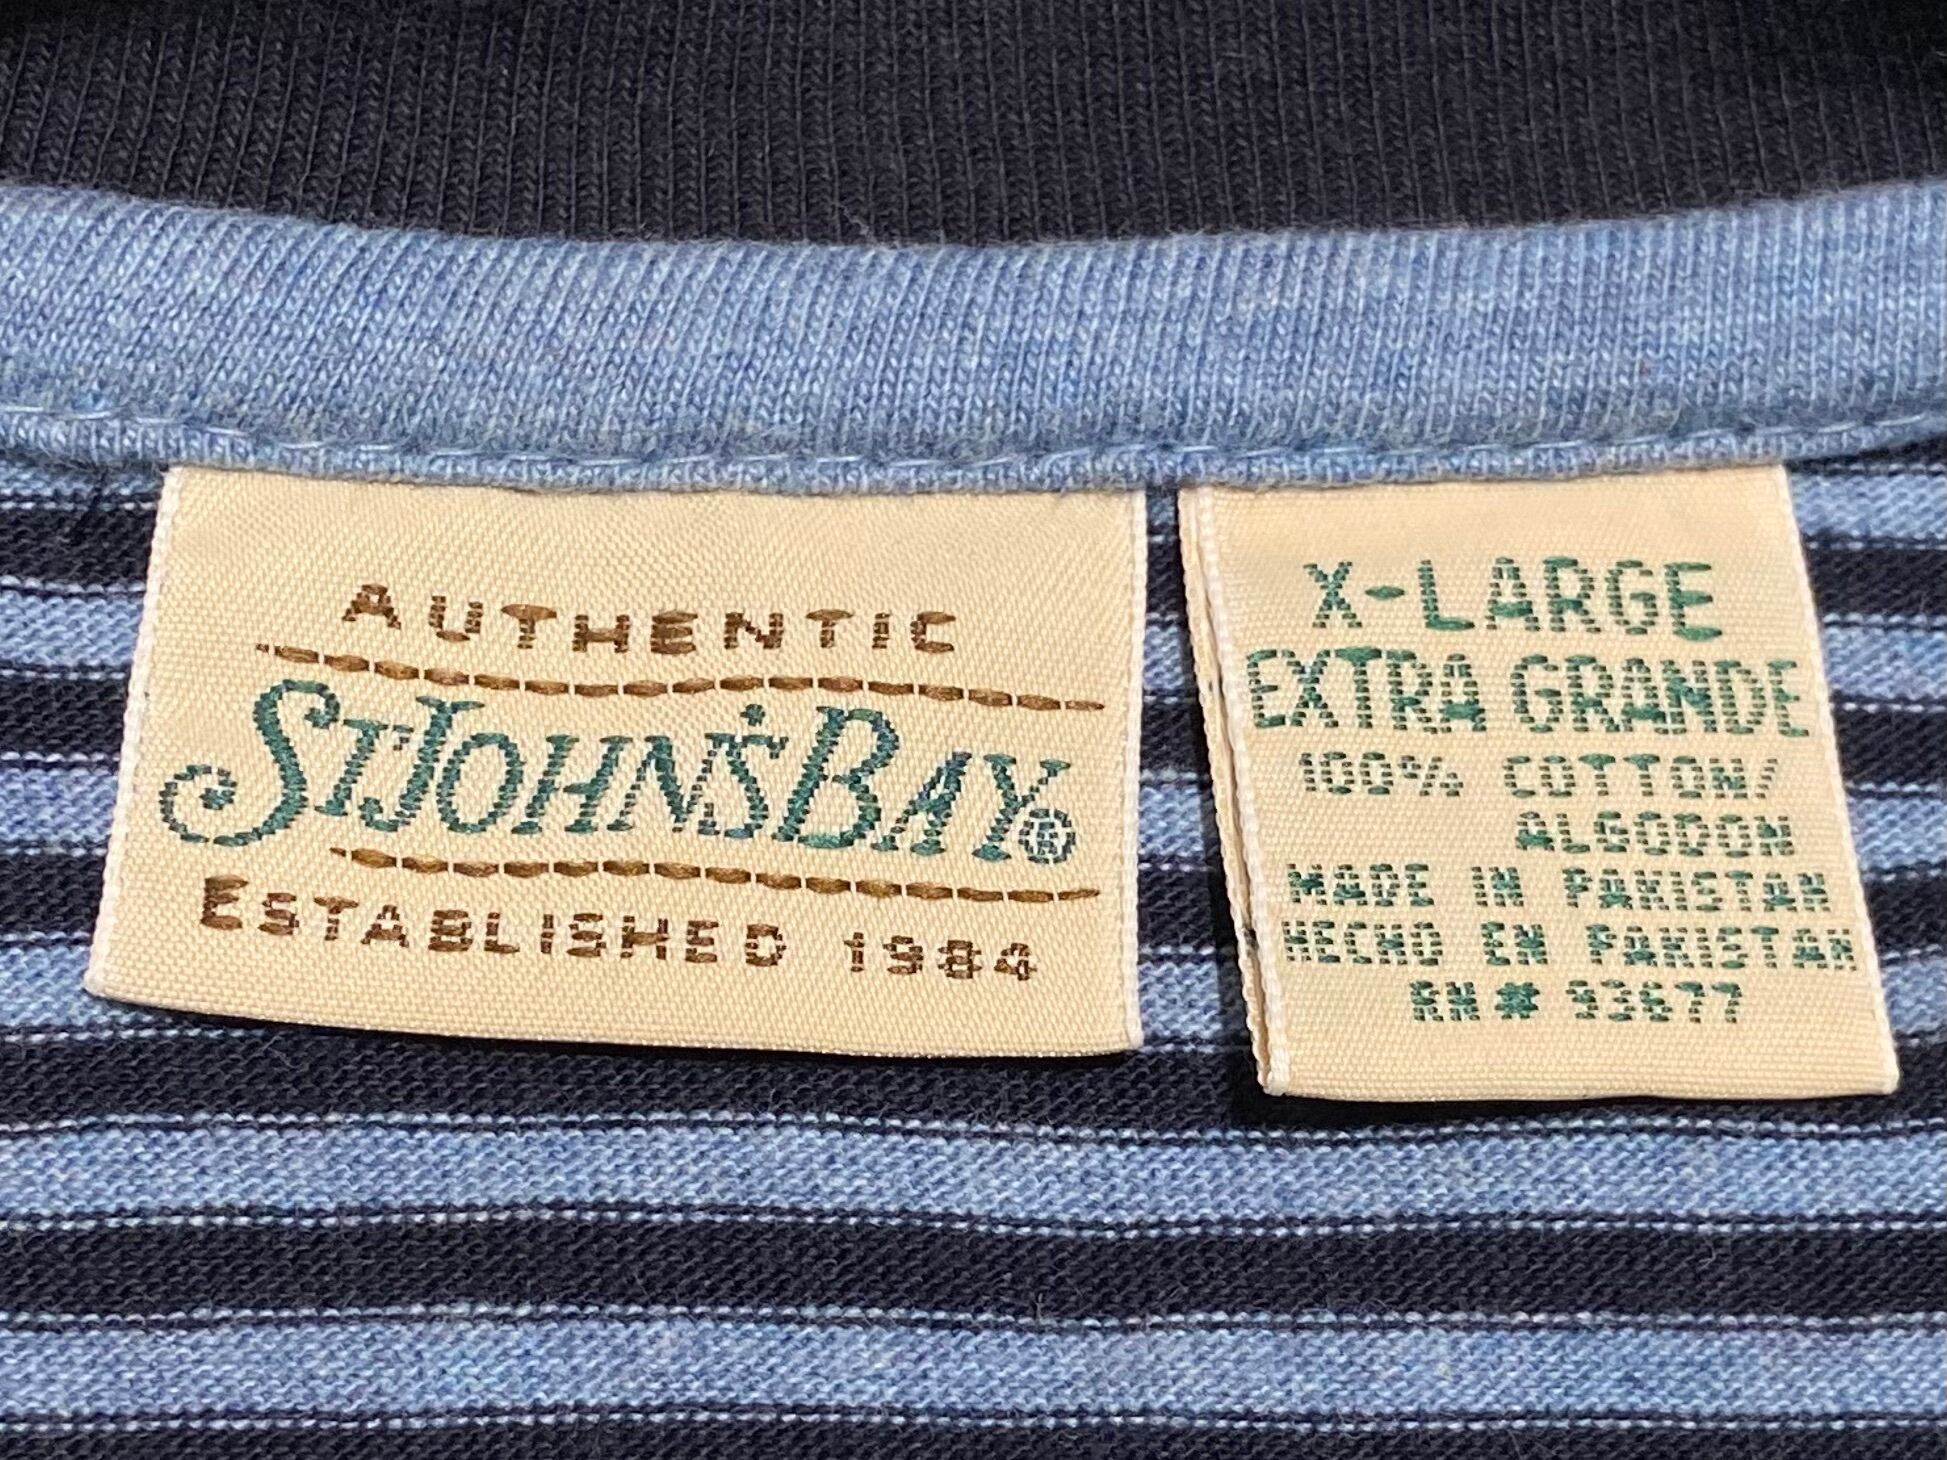 AUTHENTIC
ST. JOHN'S BAY®
ESTABLISHED 1984
X-LARGE
EXTRA GRANDE
100% COTTON/
ALGODON
MADE IN PAKISTAN
HECHO EN PAKISTAN
RN# 93677